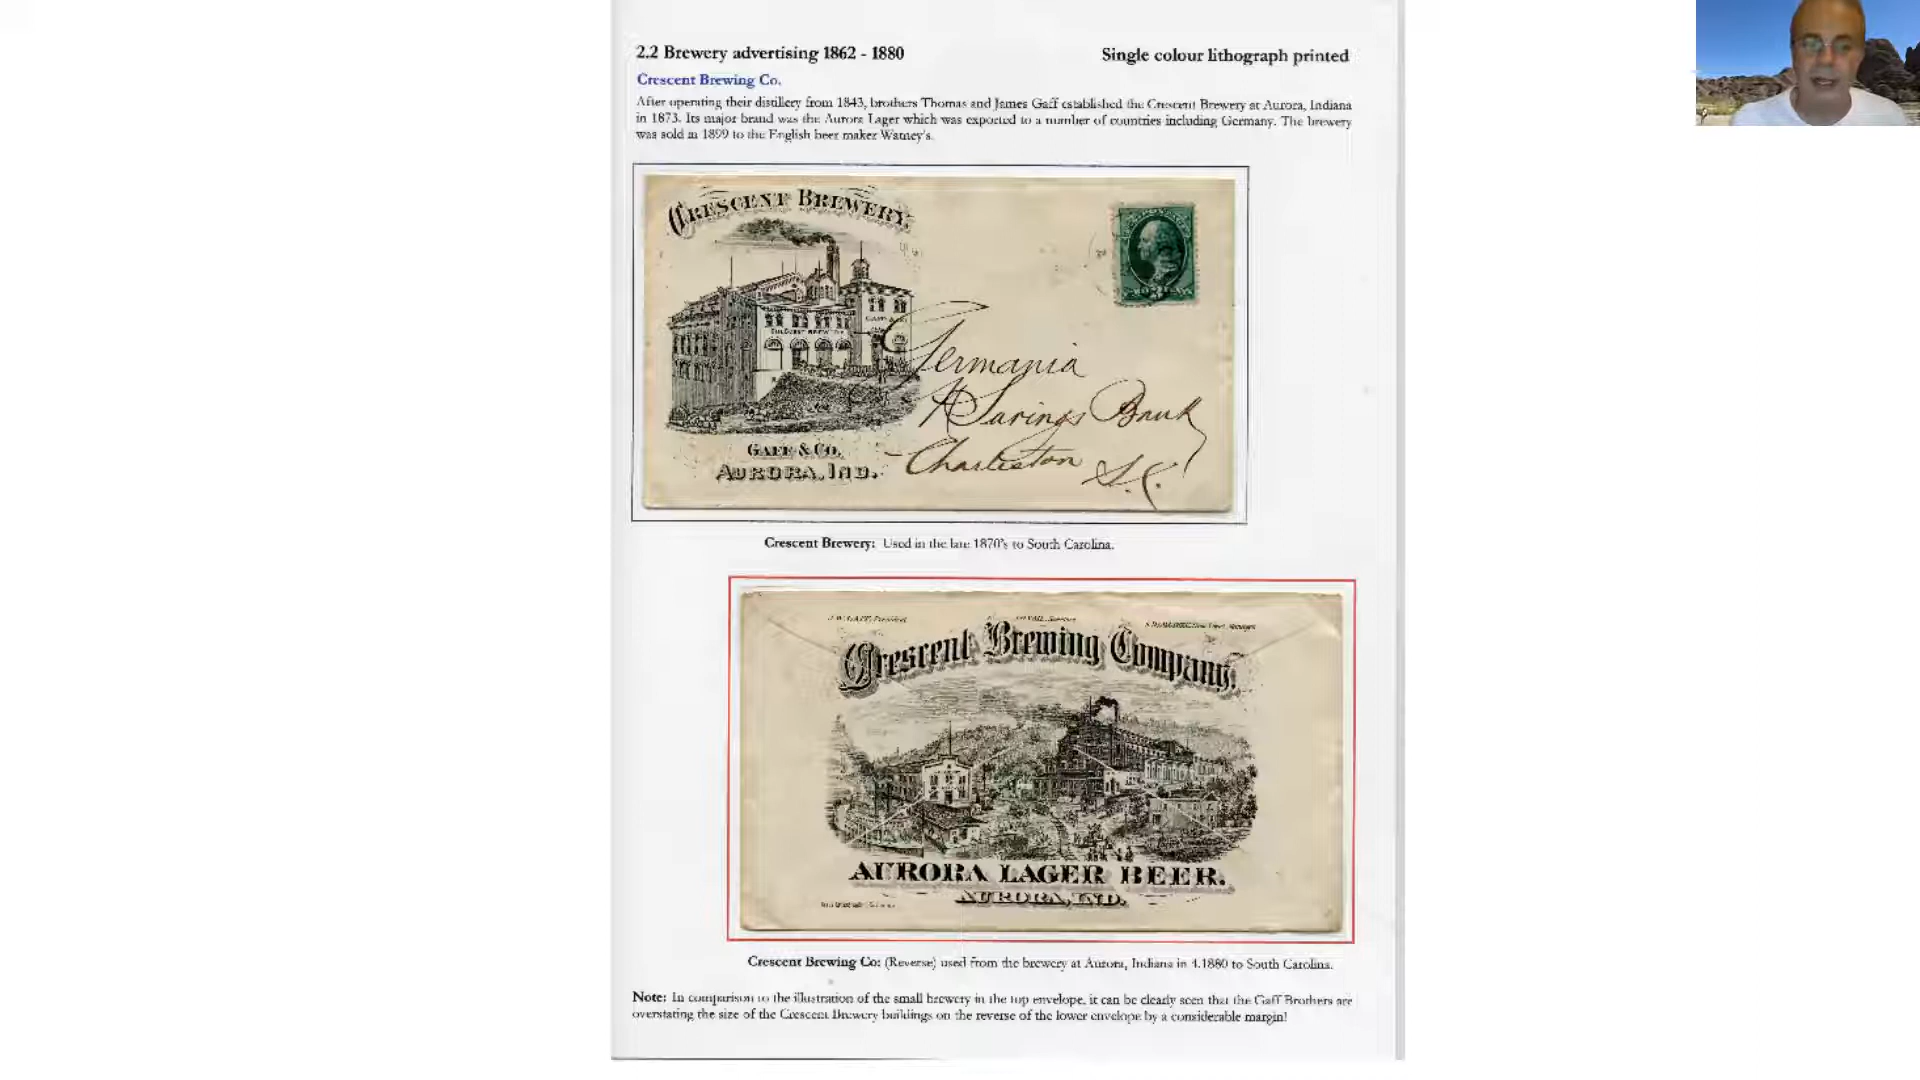 2.2 Brewery advertising 1862 - 1880
Single colour lithograph printed
Crescent Brewing Co.
After operating their distillery from 1843, brothers Thomas and James Gaff established the Crescent Brewery at Aurora, Indiana
in 1873. Its major brand was the Aurora Lager which was exported to a number of countries including Germany. The brewery
was sold in 1899 to the English beer maker Watney's.
CRESCENT BREWERY,
CRESCENT BREWERY
GAFF & CO.
AURORA, IND.
Germania
Savings Bank
Charleston
S.C.
Crescent Brewery: Used in the late 1870's to South Carolina.
President
Crescent Brewing Company.
AURORA LAGER BEER.
AURORA, IND.
Crescent Brewing Co: (Reverse) used from the brewery at Aurora, Indiana in 4.1880 to South Carolina.
Note: In comparison to the illustration of the small brewery in the top envelope, it can be clearly seen that the Gaff Brothers are
overstating the size of the Crescent Brewery buildings on the reverse of the lower envelope by a considerable margin!